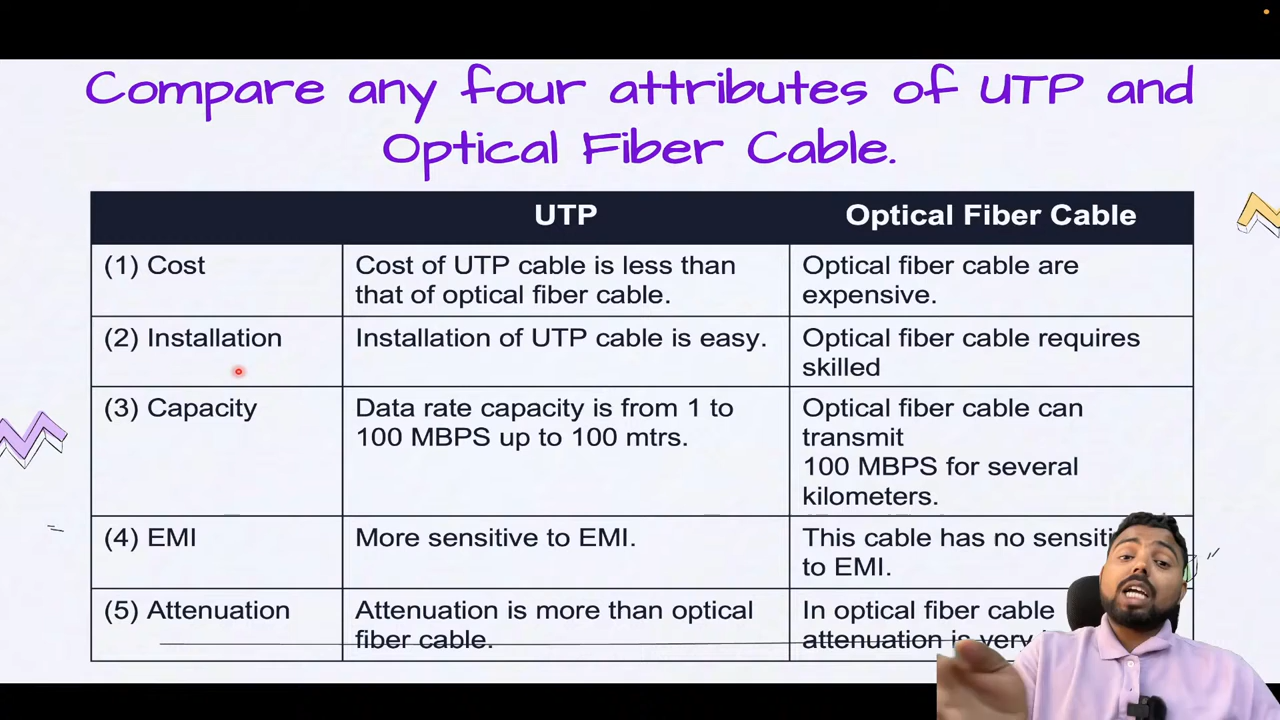 Compare any four attributes of UTP and
Optical Fiber Cable.
UTP
Optical Fiber Cable
(1) Cost
Cost of UTP cable is less than
that of optical fiber cable.
Optical fiber cable are
expensive.
(2) Installation
Installation of UTP cable is easy.
Optical fiber cable requires
skilled
(3) Capacity
Data rate capacity is from 1 to
100 MBPS up to 100 mtrs.
Optical fiber cable can
transmit
100 MBPS for several
kilometers.
(4) EMI
More sensitive to EMI.
This cable has no
to EMI.
(5) Attenuation
Attenuation is more than optical
fiber cable.
In optical fiber cable
attenuation is very